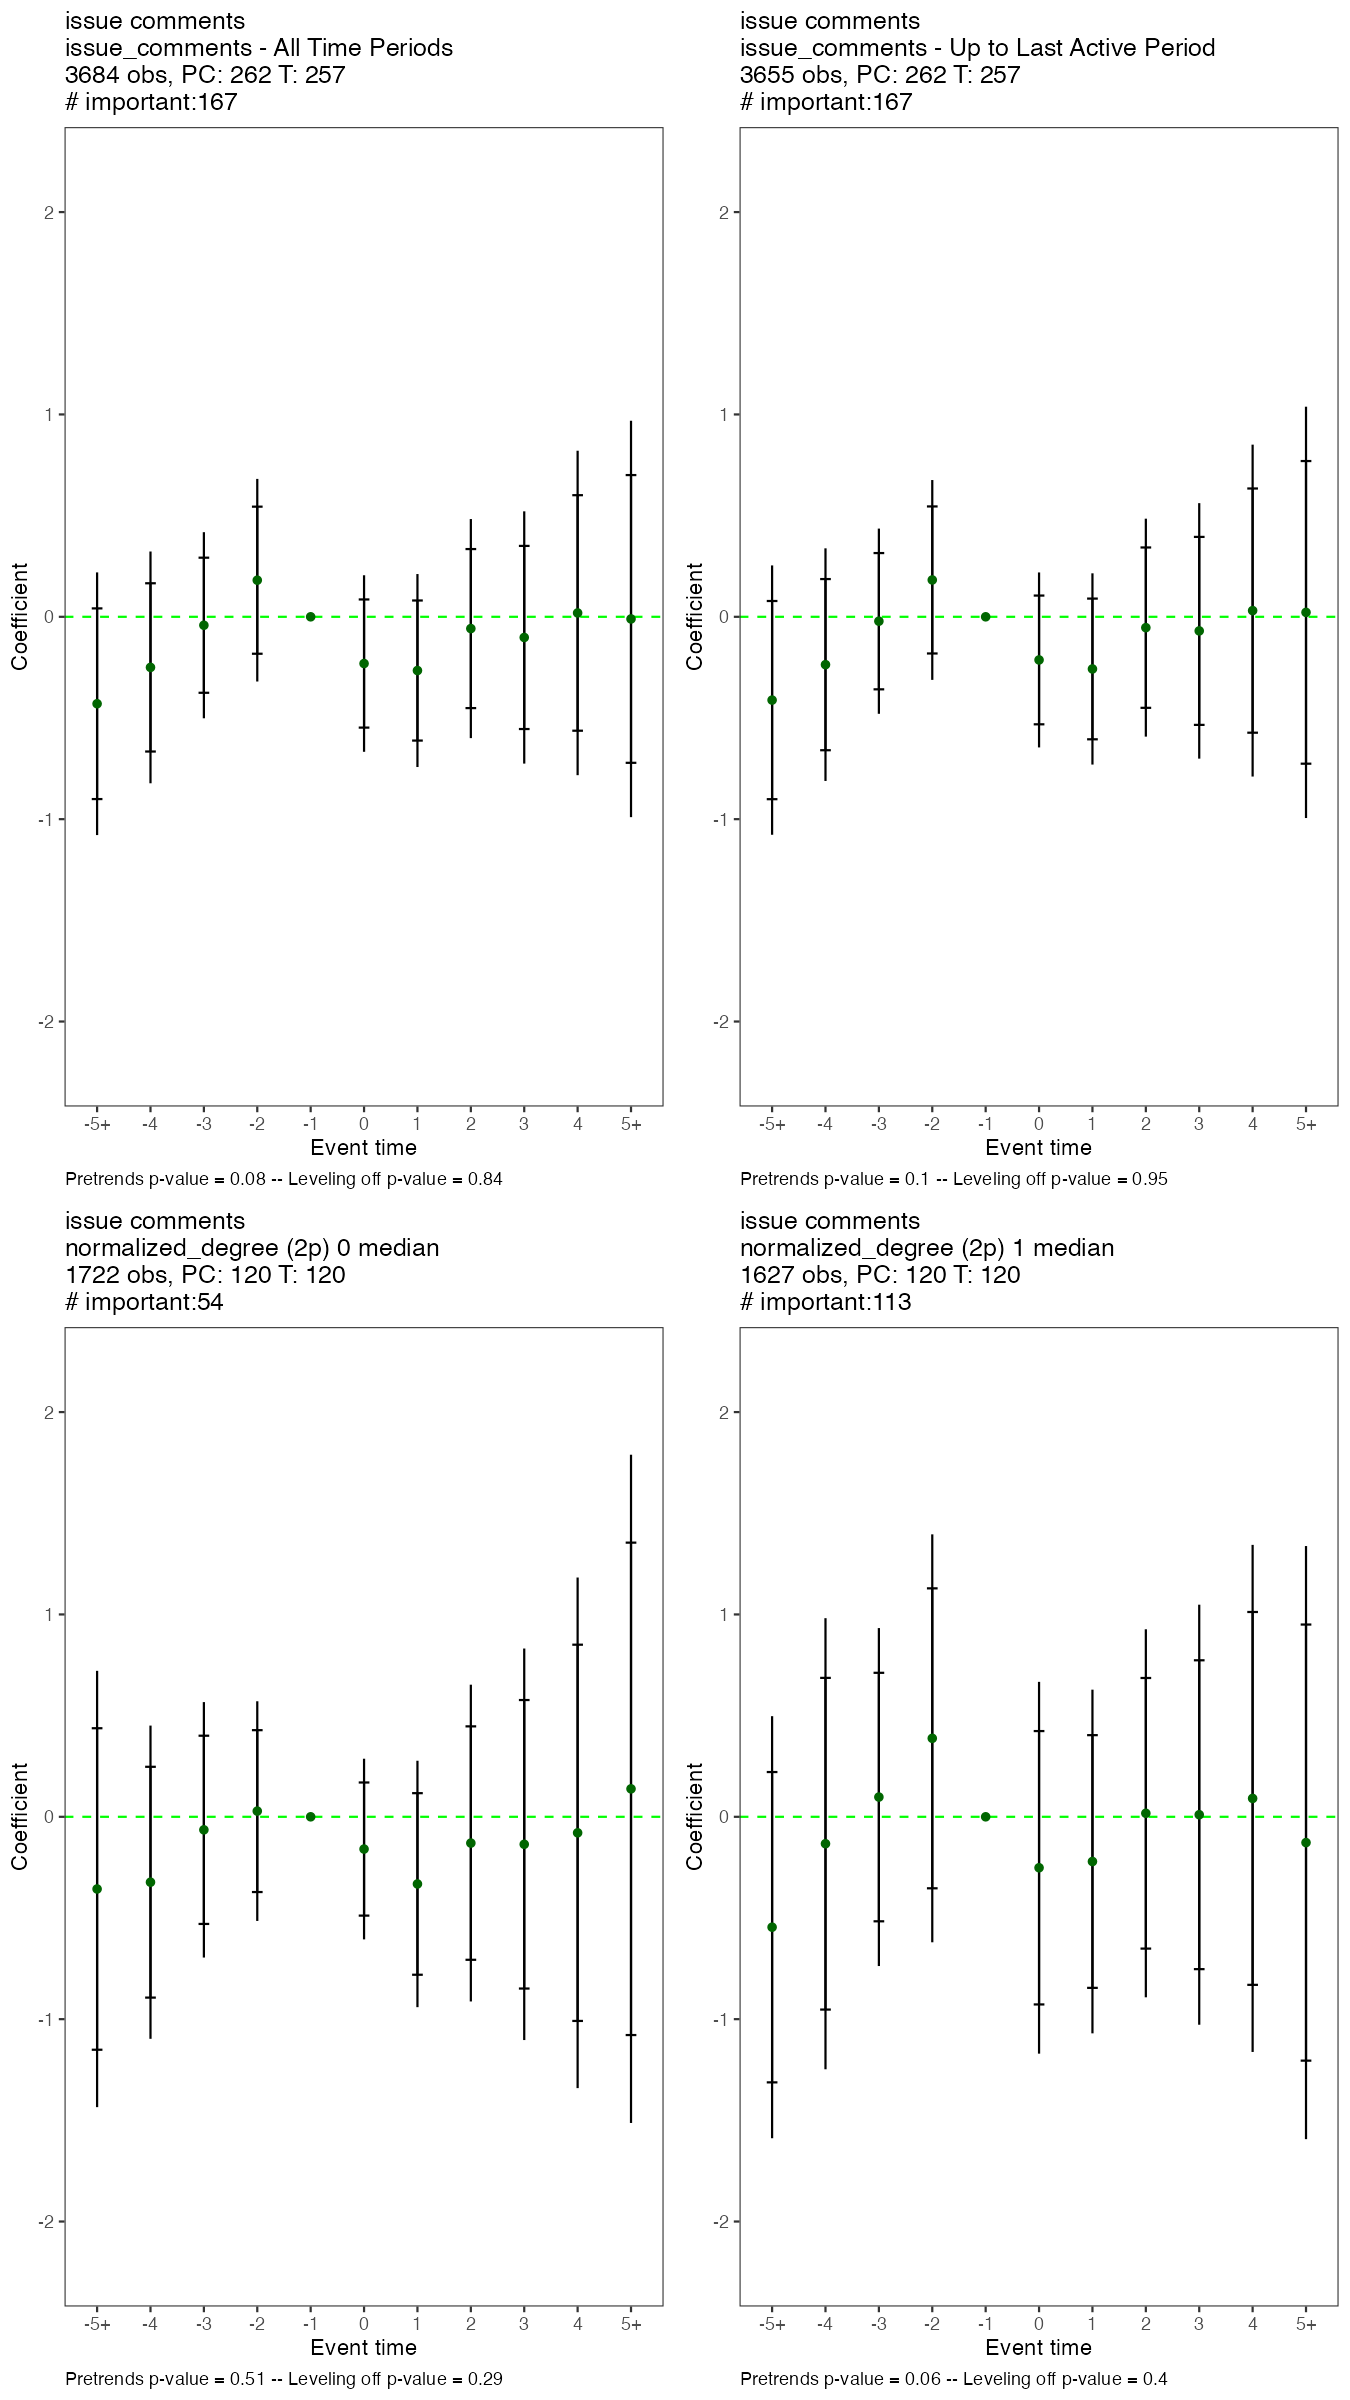 issue comments
issue_comments - All Time Periods
3684 obs, PC: 262 T: 257
# important:167
2
1
0
-1
-2
Coefficient
-5+ -4 -3 -2 -1 0 1 2 3 4 5+
Event time
Pretrends p-value = 0.08 -- Leveling off p-value = 0.84
issue comments
issue_comments - Up to Last Active Period
3655 obs, PC: 262 T: 257
# important:167
2
1
0
-1
-2
Coefficient
-5+ -4 -3 -2 -1 0 1 2 3 4 5+
Event time
Pretrends p-value = 0.1 -- Leveling off p-value = 0.95
issue comments
normalized_degree (2p) 0 median
1722 obs, PC: 120 T: 120
# important:54
2
1
0
-1
-2
Coefficient
-5+ -4 -3 -2 -1 0 1 2 3 4 5+
Event time
Pretrends p-value = 0.51 -- Leveling off p-value = 0.29
issue comments
normalized_degree (2p) 1 median
1627 obs, PC: 120 T: 120
# important:113
2
1
0
-1
-2
Coefficient
-5+ -4 -3 -2 -1 0 1 2 3 4 5+
Event time
Pretrends p-value = 0.06 -- Leveling off p-value = 0.4